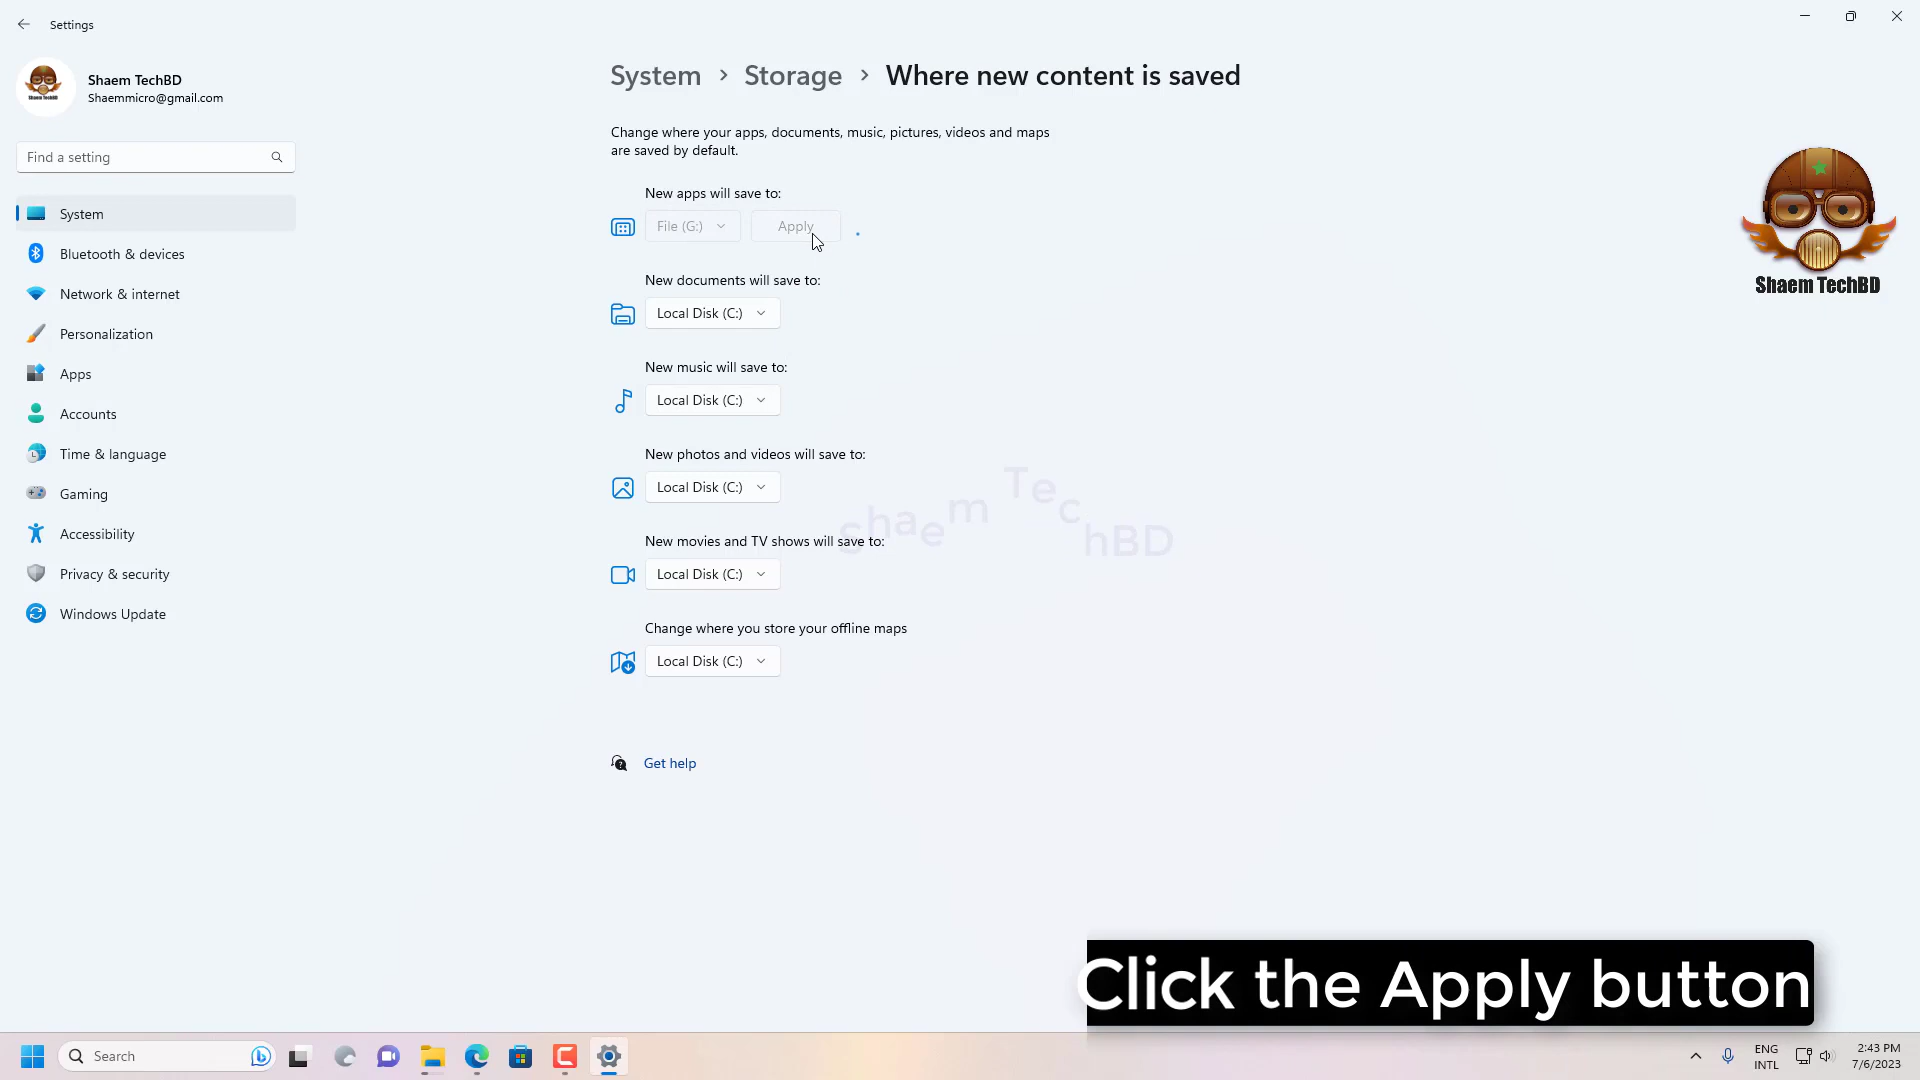 Settings
Shaem TechBD
Shaemmicro@gmail.com
Find a setting
System
Bluetooth & devices
Network & internet
Personalization
Apps
Accounts
Time & language
Gaming
Accessibility
Privacy & security
Windows Update
System > Storage > Where new content is saved
Change where your apps, documents, music, pictures, videos and maps
are saved by default.
New apps will save to:
File (G:) Apply
New documents will save to:
Local Disk (C:)
New music will save to:
Local Disk (C:)
New photos and videos will save to:
Local Disk (C:)
New movies and TV shows will save to:
Local Disk (C:)
Change where you store your offline maps
Local Disk (C:)
Get help
Shaem TechBD
Shaem TechBD
Click the Apply button
Search
ENG
INTL
2:43 PM
7/6/2023